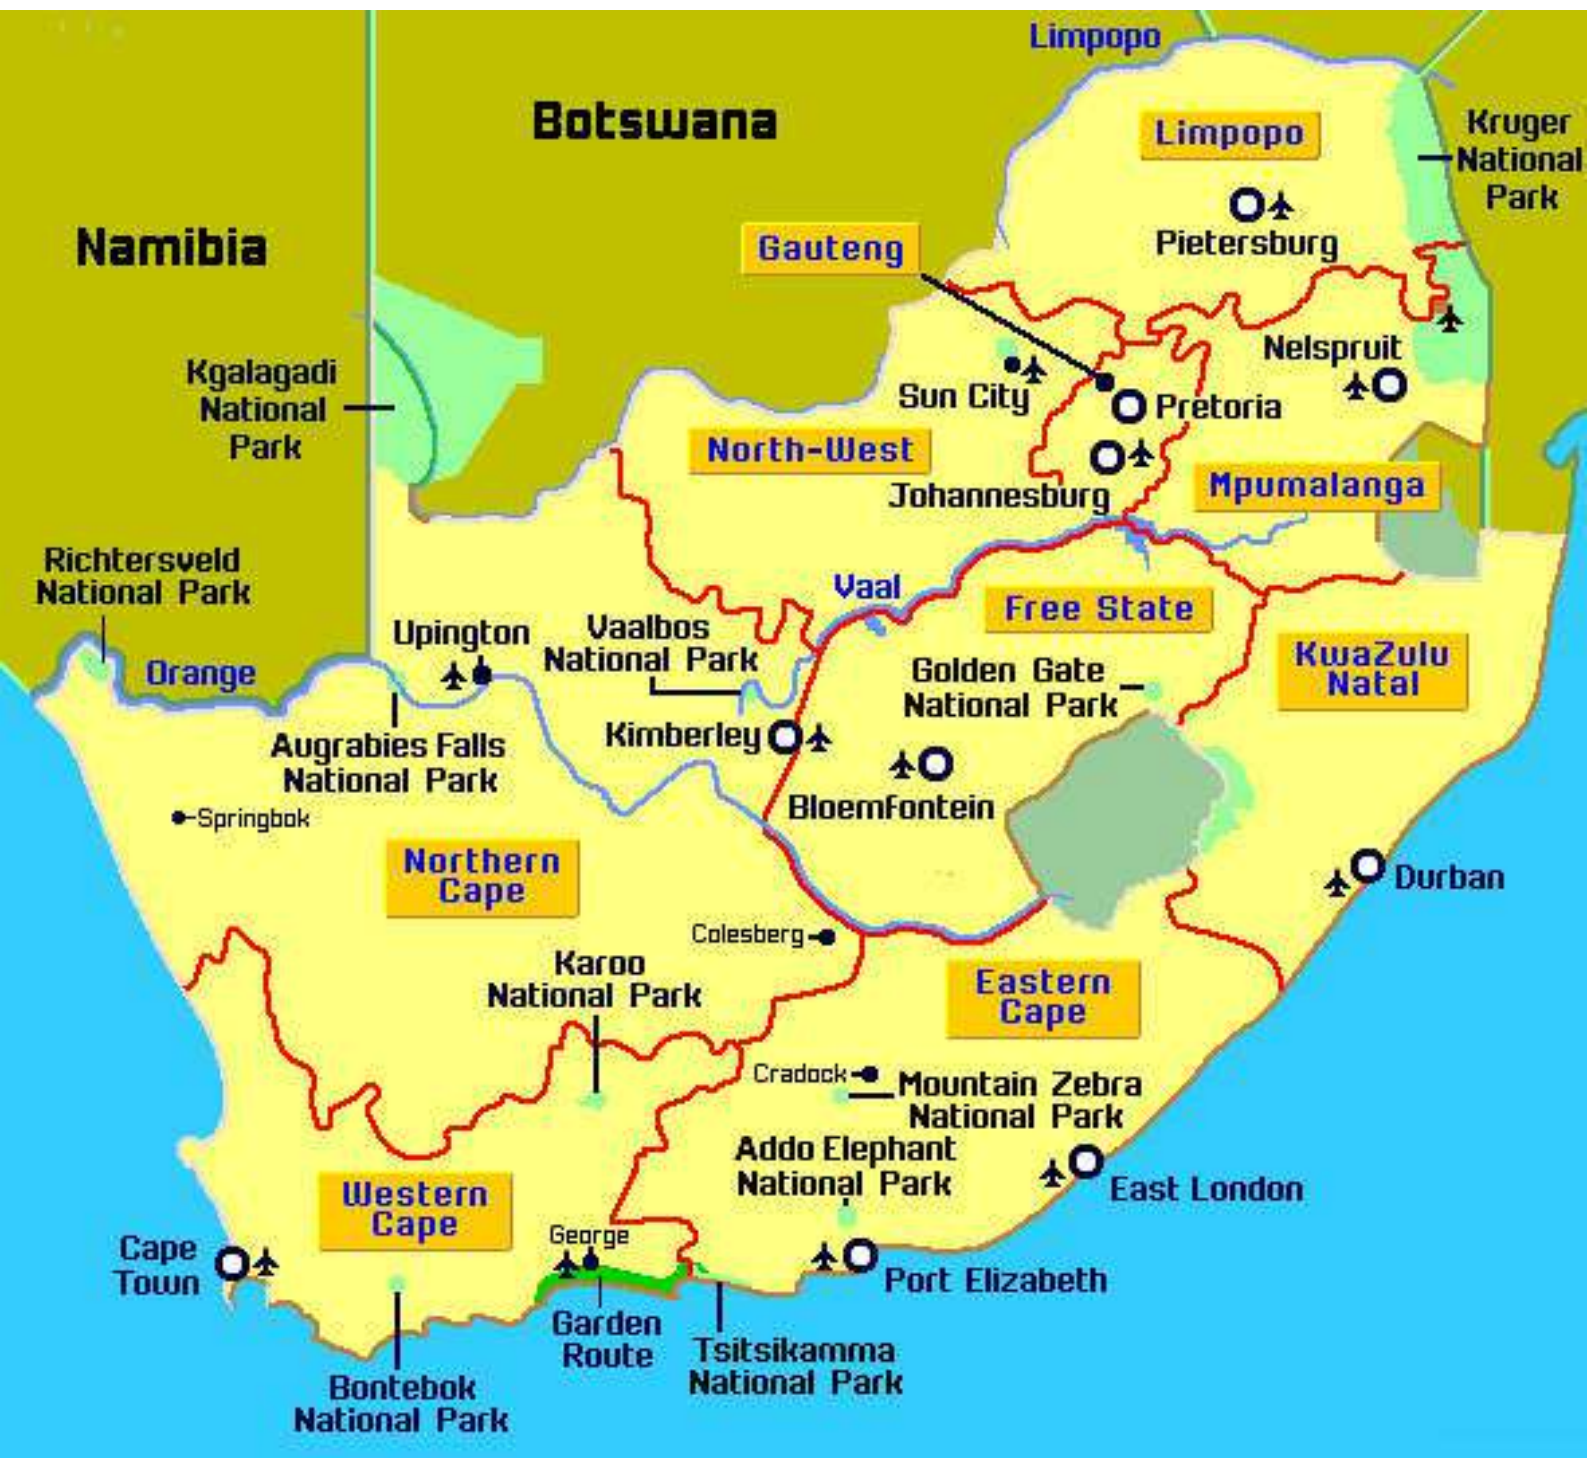 Limpopo
Botswana
Limpopo
Kruger
National
Park
Pietersburg
Gauteng
Namibia
Nelspruit
Kgalagadi
National
Park
Sun City
Pretoria
North-West
Mpumalanga
Johannesburg
Richtersveld
National Park
Vaal
Free State
Upington
Vaalbos
National Park
Orange
KwaZulu
Natal
Golden Gate
National Park
Kimberley
Augrabies Falls
National Park
Bloemfontein
Springbok
Northern
Cape
Durban
Colesberg
Karoo
National Park
Eastern
Cape
Cradock
Mountain Zebra
National Park
Addo Elephant
National Park
East London
Western
Cape
George
Cape
Town
Port Elizabeth
Garden
Route
Tsitsikamma
National Park
Bontebok
National Park